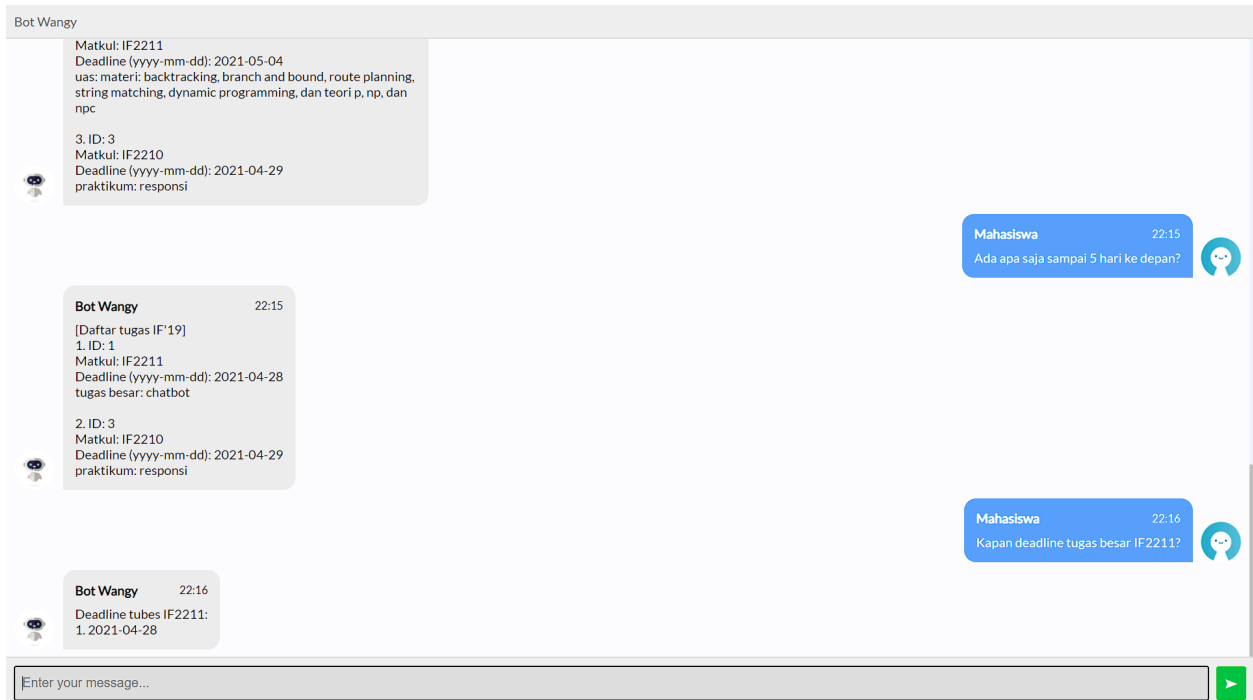 Bot Wangy
Matkul: IF2211
Deadline (yyyy-mm-dd): 2021-05-04
uas: materi: backtracking, branch and bound, route planning,
string matching, dynamic programming, dan teori p, np, dan
npc
3. ID: 3
Matkul: IF2210
Deadline (yyyy-mm-dd): 2021-04-29
praktikum: responsi
Mahasiswa 22:15
Ada apa saja sampai 5 hari ke depan?
Bot Wangy 22:15
[Daftar tugas IF'19]
1. ID: 1
Matkul: IF2211
Deadline (yyyy-mm-dd): 2021-04-28
tugas besar: chatbot
2. ID: 3
Matkul: IF2210
Deadline (yyyy-mm-dd): 2021-04-29
praktikum: responsi
Mahasiswa 22:16
Kapan deadline tugas besar IF2211?
Bot Wangy 22:16
Deadline tubes IF2211:
1. 2021-04-28
Enter your message...